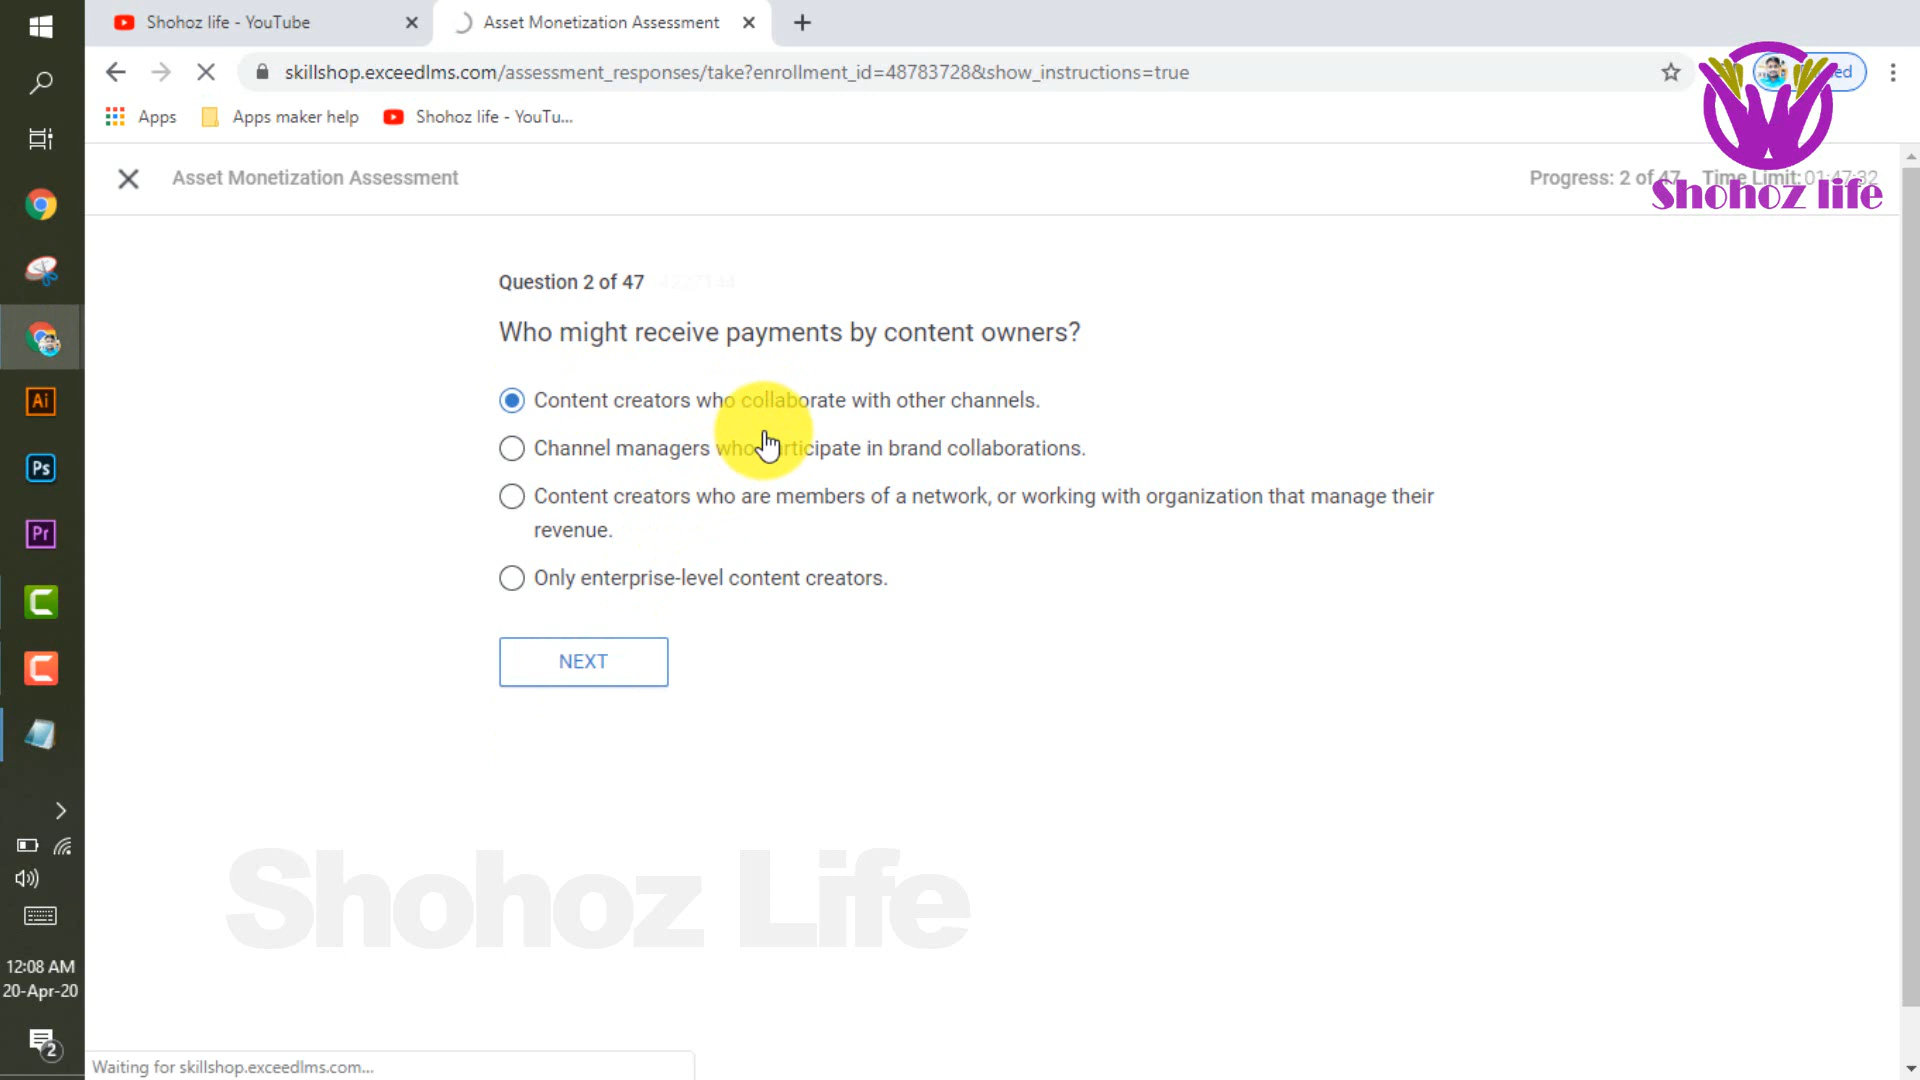 Shohoz life - YouTube
Asset Monetization Assessment
skillshop.exceedlms.com/assessment_responses/take?enrollment_id=48783728&show_instructions=true
Apps
Apps maker help
Shohoz life - YouTu...
Asset Monetization Assessment
Progress: 2 of 47
Time Limit: 01:47:32
Shohoz life
Question 2 of 47
Who might receive payments by content owners?
Content creators who collaborate with other channels.
Channel managers who participate in brand collaborations.
Content creators who are members of a network, or working with organization that manage their
revenue.
Only enterprise-level content creators.
NEXT
Shohoz Life
Ai
Ps
Pr
12:08 AM
20-Apr-20
2
Waiting for skillshop.exceedlms.com...